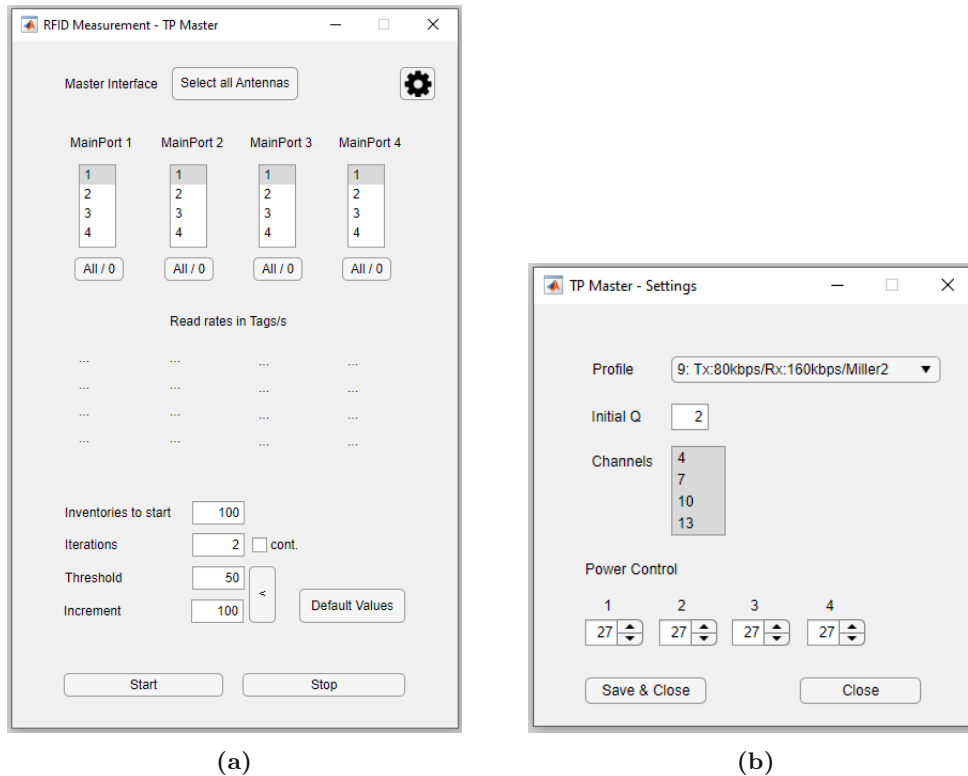 RFID Measurement - TP Master
Master Interface Select all Antennas
MainPort 1 MainPort 2 MainPort 3 MainPort 4
1 1 1 1
2 2 2 2
3 3 3 3
4 4 4 4
All / 0 All / 0 All / 0 All / 0
Read rates in Tags/s
... ... ... ...
... ... ... ...
... ... ... ...
... ... ... ...
Inventories to start 100
Iterations 2 cont.
Threshold 50
<
Increment 100
Default Values
Start Stop
(a)
TP Master - Settings
Profile 9: Tx:80kbps/Rx:160kbps/Miller2
Initial Q 2
Channels 4
7
10
13
Power Control
1 2 3 4
27 27 27 27
Save & Close Close
(b)